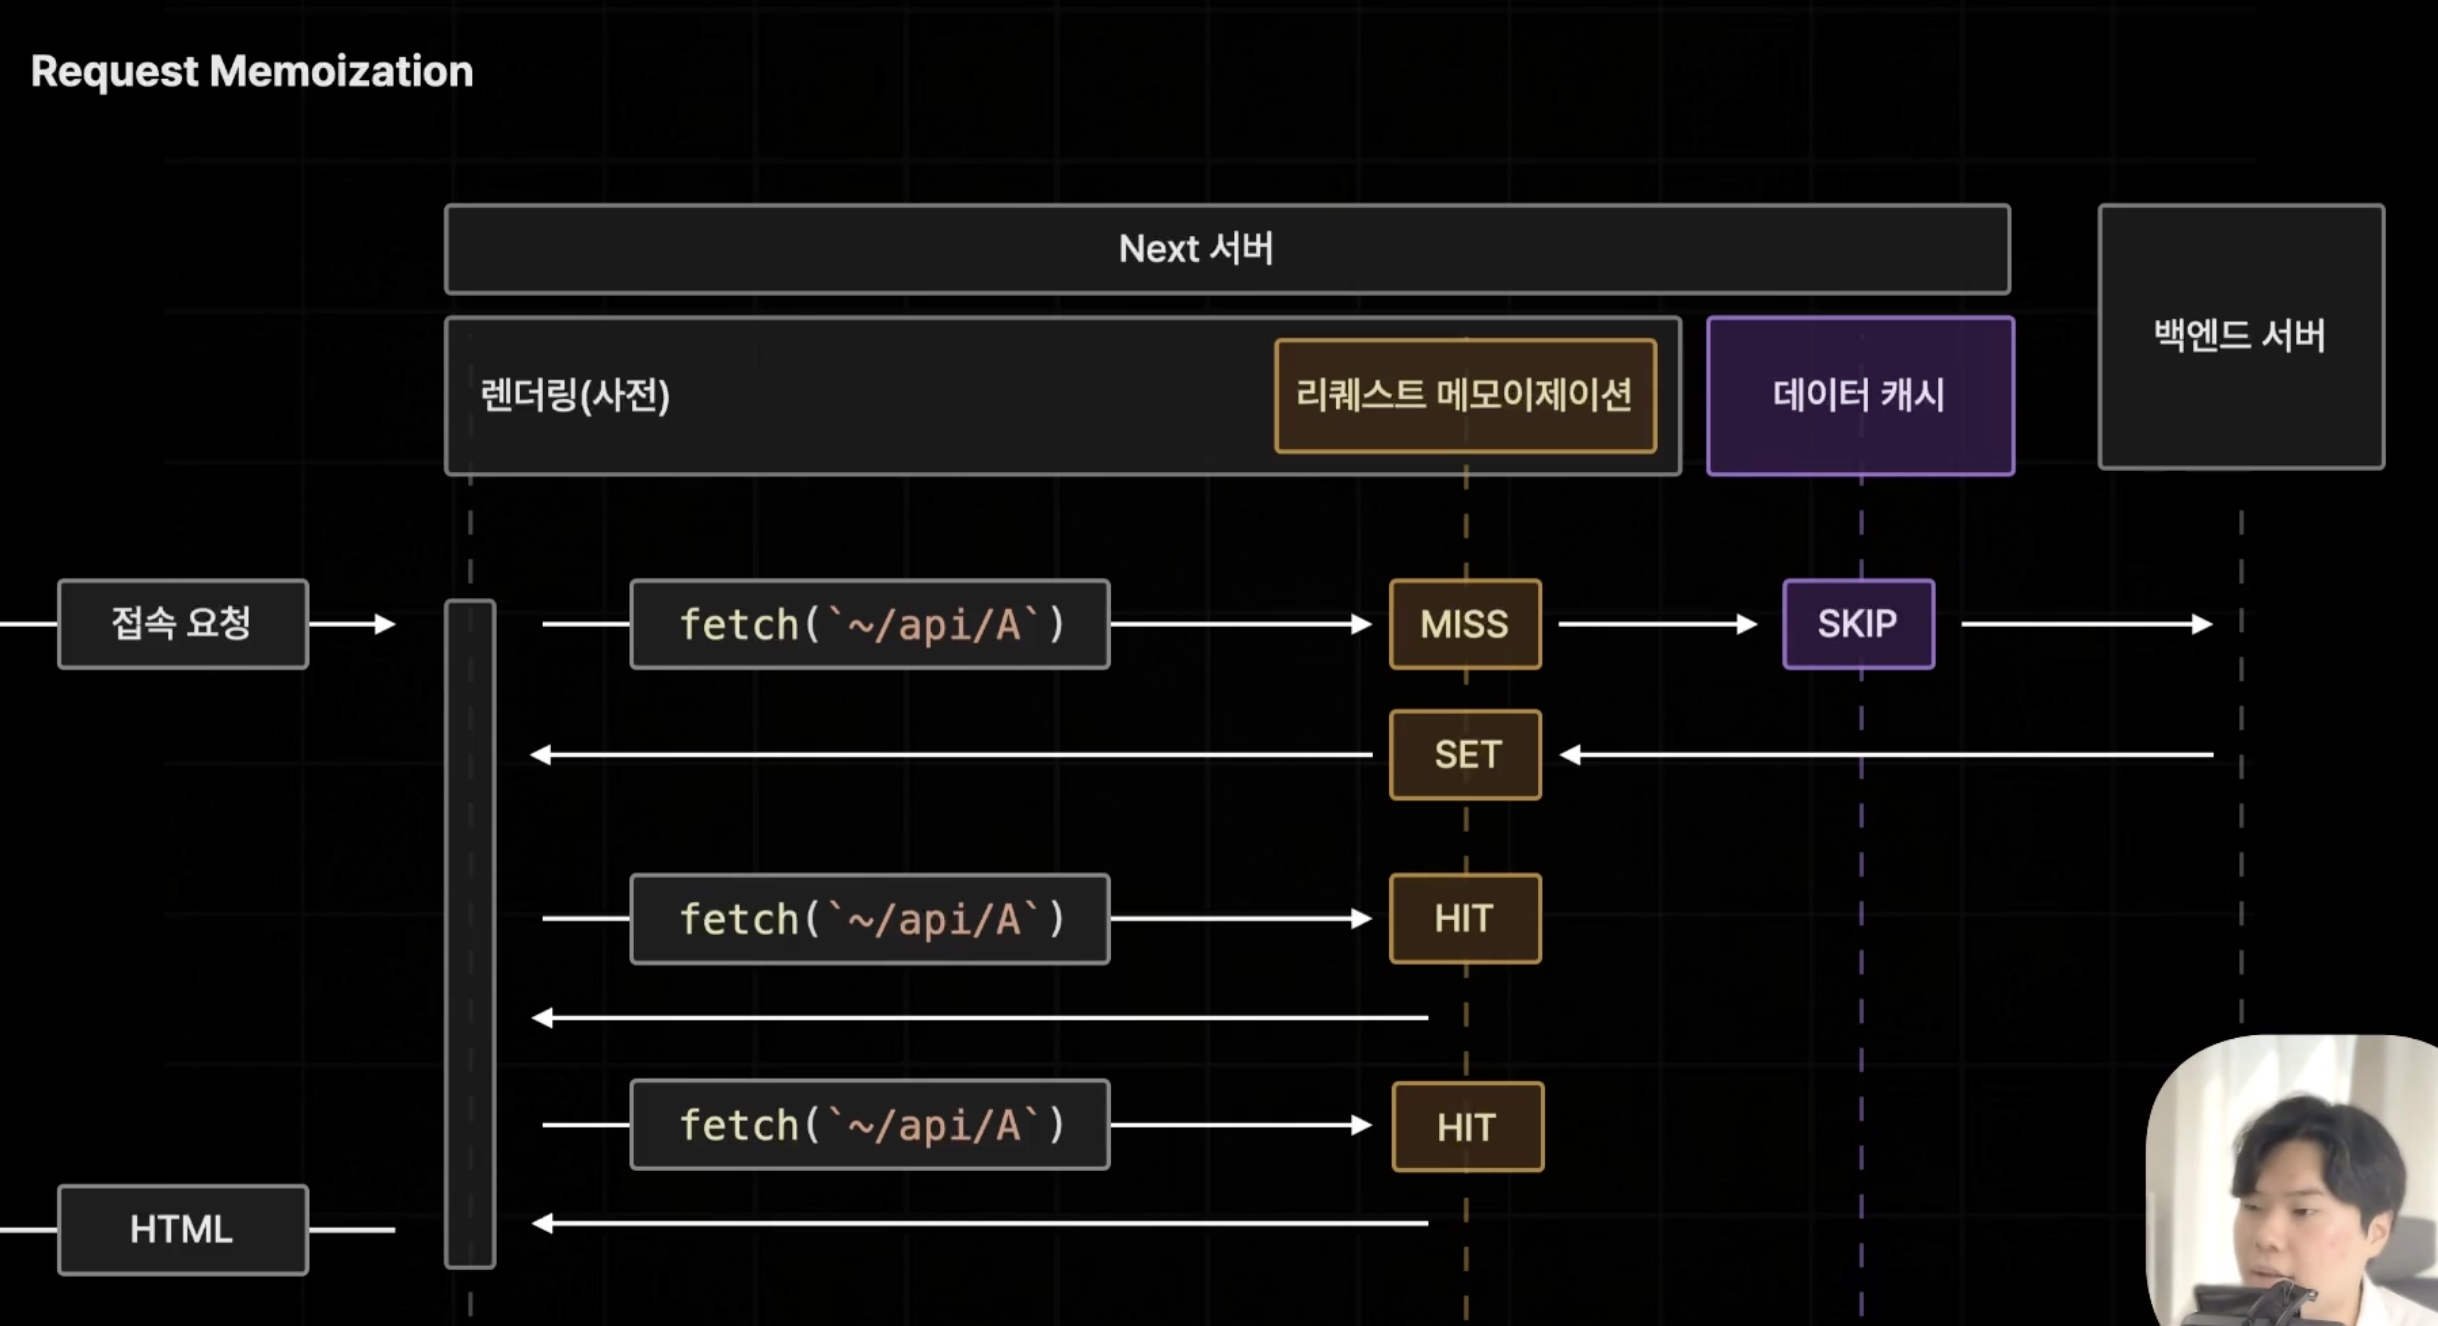 Request Memoization
Next 서버
백엔드 서버
렌더링(사전)
리퀘스트 메모이제이션
데이터 캐시
접속 요청
fetch(`~/api/A`)
MISS
SKIP
SET
fetch(`~/api/A`)
HIT
fetch(`~/api/A`)
HIT
HTML